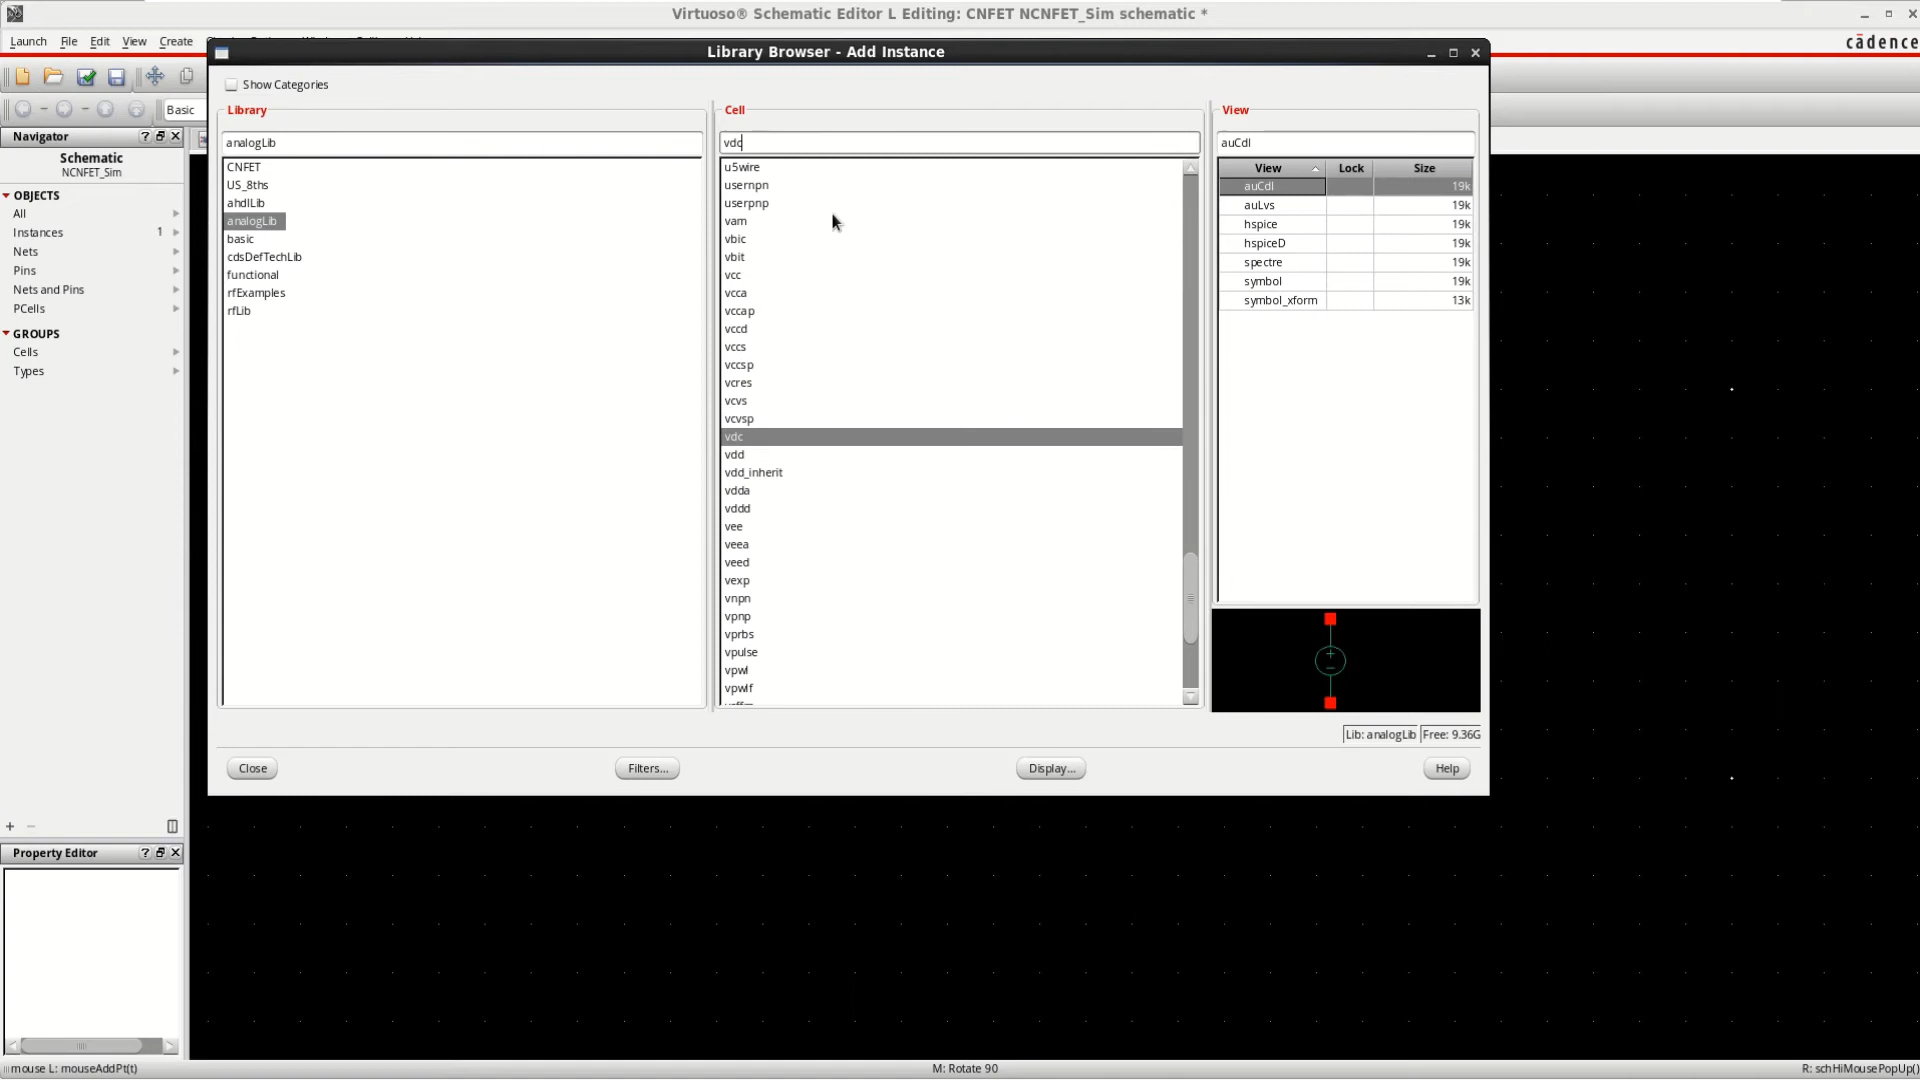 Virtuoso® Schematic Editor L Editing: CNFET NCNFET_Sim schematic *
Launch File Edit View Create
cādence
Library Browser - Add Instance
Show Categories
Basic
Navigator
Schematic
NCNFET_Sim
OBJECTS
All
Instances 1
Nets
Pins
Nets and Pins
PCells
GROUPS
Cells
Types
Property Editor
Library
analogLib
CNFET
US_8ths
ahdlLib
analogLib
basic
cdsDefTechLib
functional
rfExamples
rfLib
Cell
vdc
u5wire
usernpn
userpnp
vam
vbic
vbit
vcc
vcca
vccap
vccd
vccs
vccsp
vcres
vcvs
vcvsp
vdc
vdd
vdd_inherit
vdda
vddd
vee
veea
veed
vexp
vnpn
vpnp
vprbs
vpulse
vpwl
vpwlf
View
auCdl
View Lock Size
auCdl 19k
auLvs 19k
hspice 19k
hspiceD 19k
spectre 19k
symbol 19k
symbol_xform 13k
Lib: analogLib Free: 9.36G
Close Filters... Display... Help
mouse L: mouseAddPt(t) M: Rotate 90 R: schHiMousePopUp()